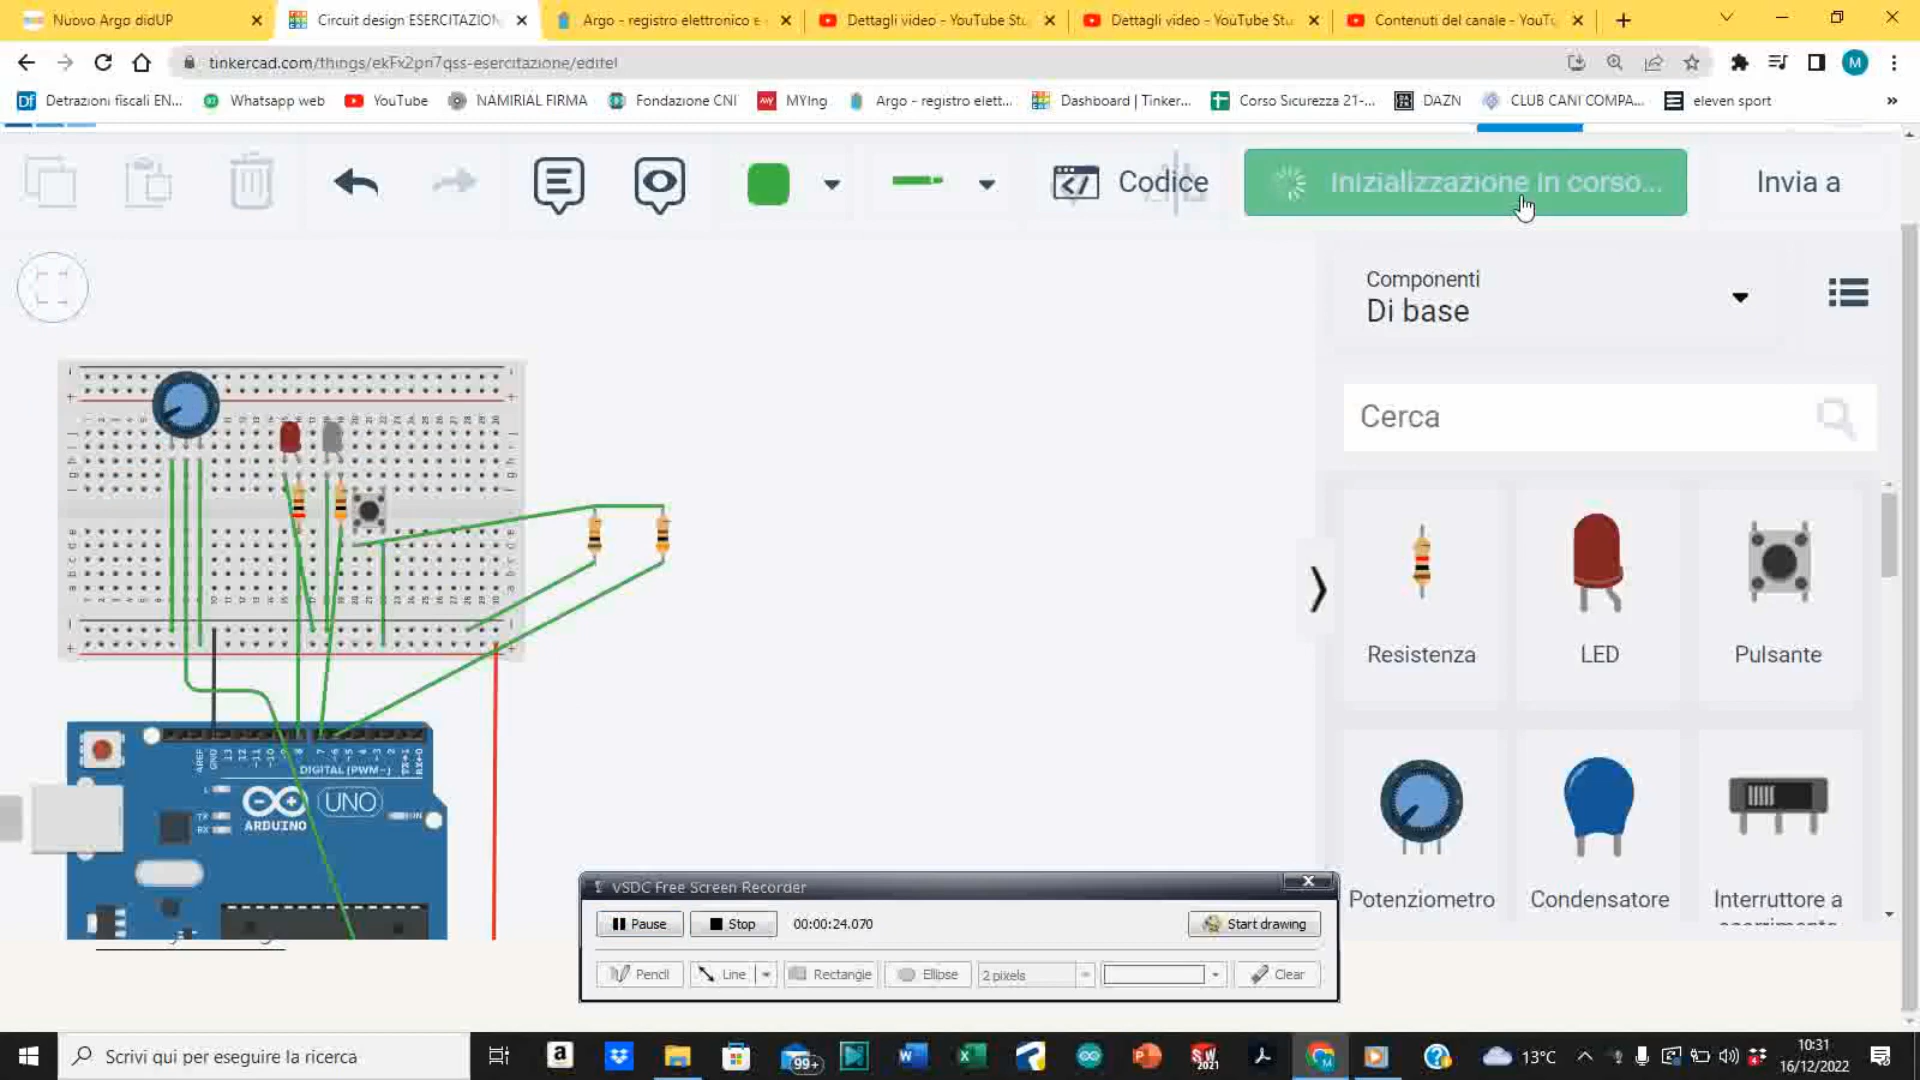 Nuovo Argo didUP
Circuit design ESERCITAZION
Argo - registro elettronico e
Dettagli video - YouTube Stu
Dettagli video - YouTube Stu
Contenuti del canale - YouTu
tinkercad.com/things/ekFx2pn7qss-esercitazione/editel
M
Detrazioni fiscali EN...
Whatsapp web
YouTube
NAMIRIAL FIRMA
Fondazione CNI
MYIng
Argo - registro elett...
Dashboard | Tinker...
Corso Sicurezza 21-...
DAZN
CLUB CANI COMPA...
eleven sport
Codice
Inizializzazione in corso...
Invia a
Componenti
Di base
Cerca
Resistenza
LED
Pulsante
Potenziometro
Condensatore
Interruttore a
DIGITAL (PWM~)
UNO
ARDUINO
VSDC Free Screen Recorder
Pause
Stop
00:00:24.070
Start drawing
Pencil
Line
Rectangle
Ellipse
2 pixels
Clear
Scrivi qui per eseguire la ricerca
99+
13°C
10:31
16/12/2022